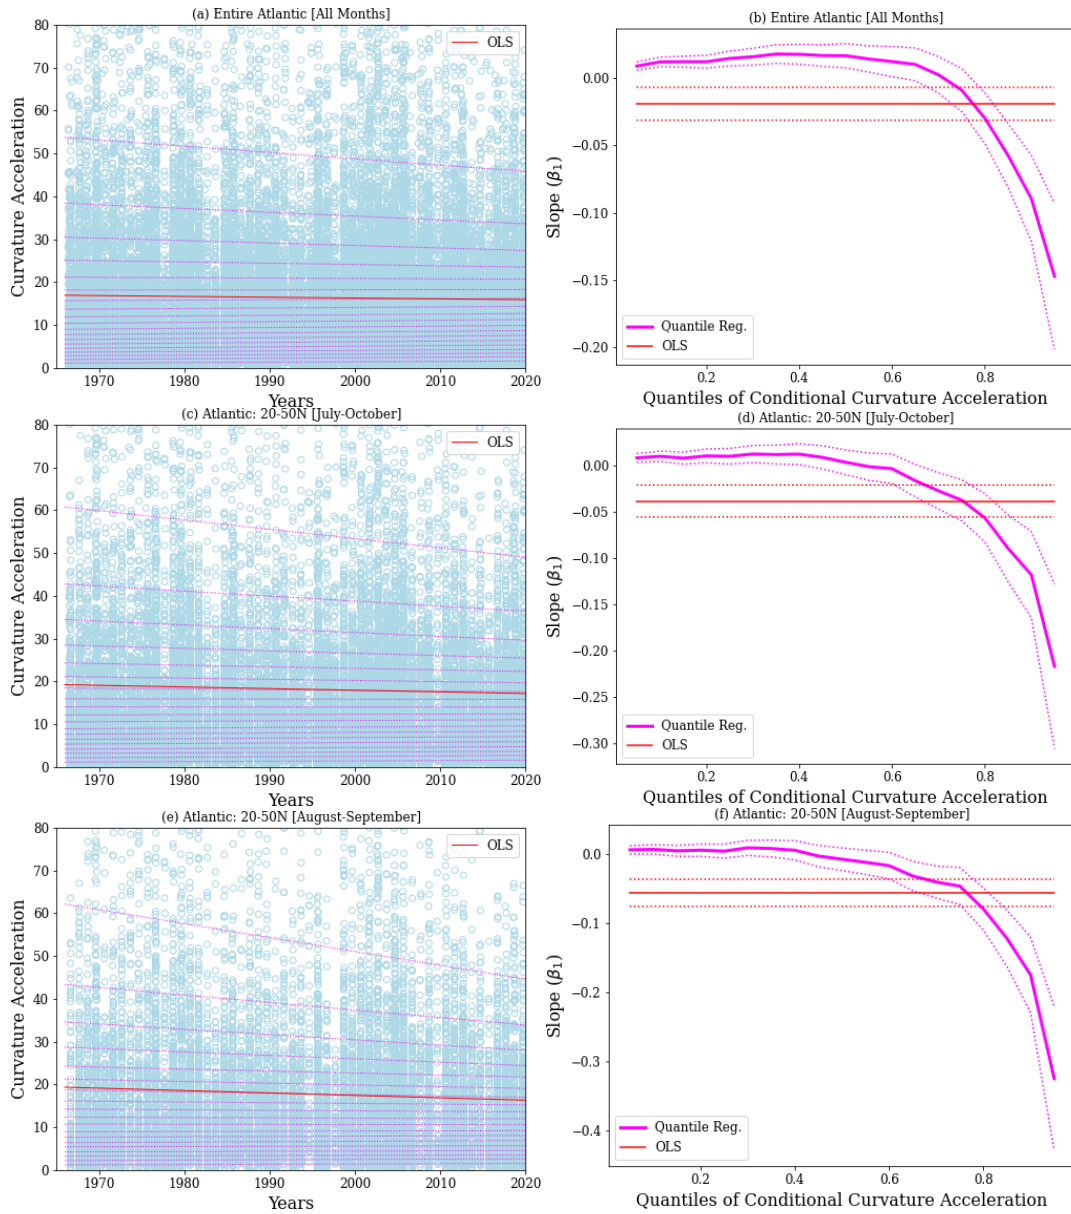 (a) Entire Atlantic [All Months]
80
70
60
50
40
30
20
10
0
Curvature Acceleration
OLS
1970 1980 1990 2000 2010 2020
Years
(b) Entire Atlantic [All Months]
0.00
−0.05
−0.10
−0.15
−0.20
Slope (β₁)
Quantile Reg.
OLS
0.2 0.4 0.6 0.8
Quantiles of Conditional Curvature Acceleration
(c) Atlantic: 20-50N [July-October]
80
70
60
50
40
30
20
10
0
Curvature Acceleration
OLS
1970 1980 1990 2000 2010 2020
Years
(d) Atlantic: 20-50N [July-October]
0.00
−0.05
−0.10
−0.15
−0.20
−0.25
−0.30
Slope (β₁)
Quantile Reg.
OLS
0.2 0.4 0.6 0.8
Quantiles of Conditional Curvature Acceleration
(e) Atlantic: 20-50N [August-September]
80
70
60
50
40
30
20
10
0
Curvature Acceleration
OLS
1970 1980 1990 2000 2010 2020
Years
(f) Atlantic: 20-50N [August-September]
0.0
−0.1
−0.2
−0.3
−0.4
Slope (β₁)
Quantile Reg.
OLS
0.2 0.4 0.6 0.8
Quantiles of Conditional Curvature Acceleration